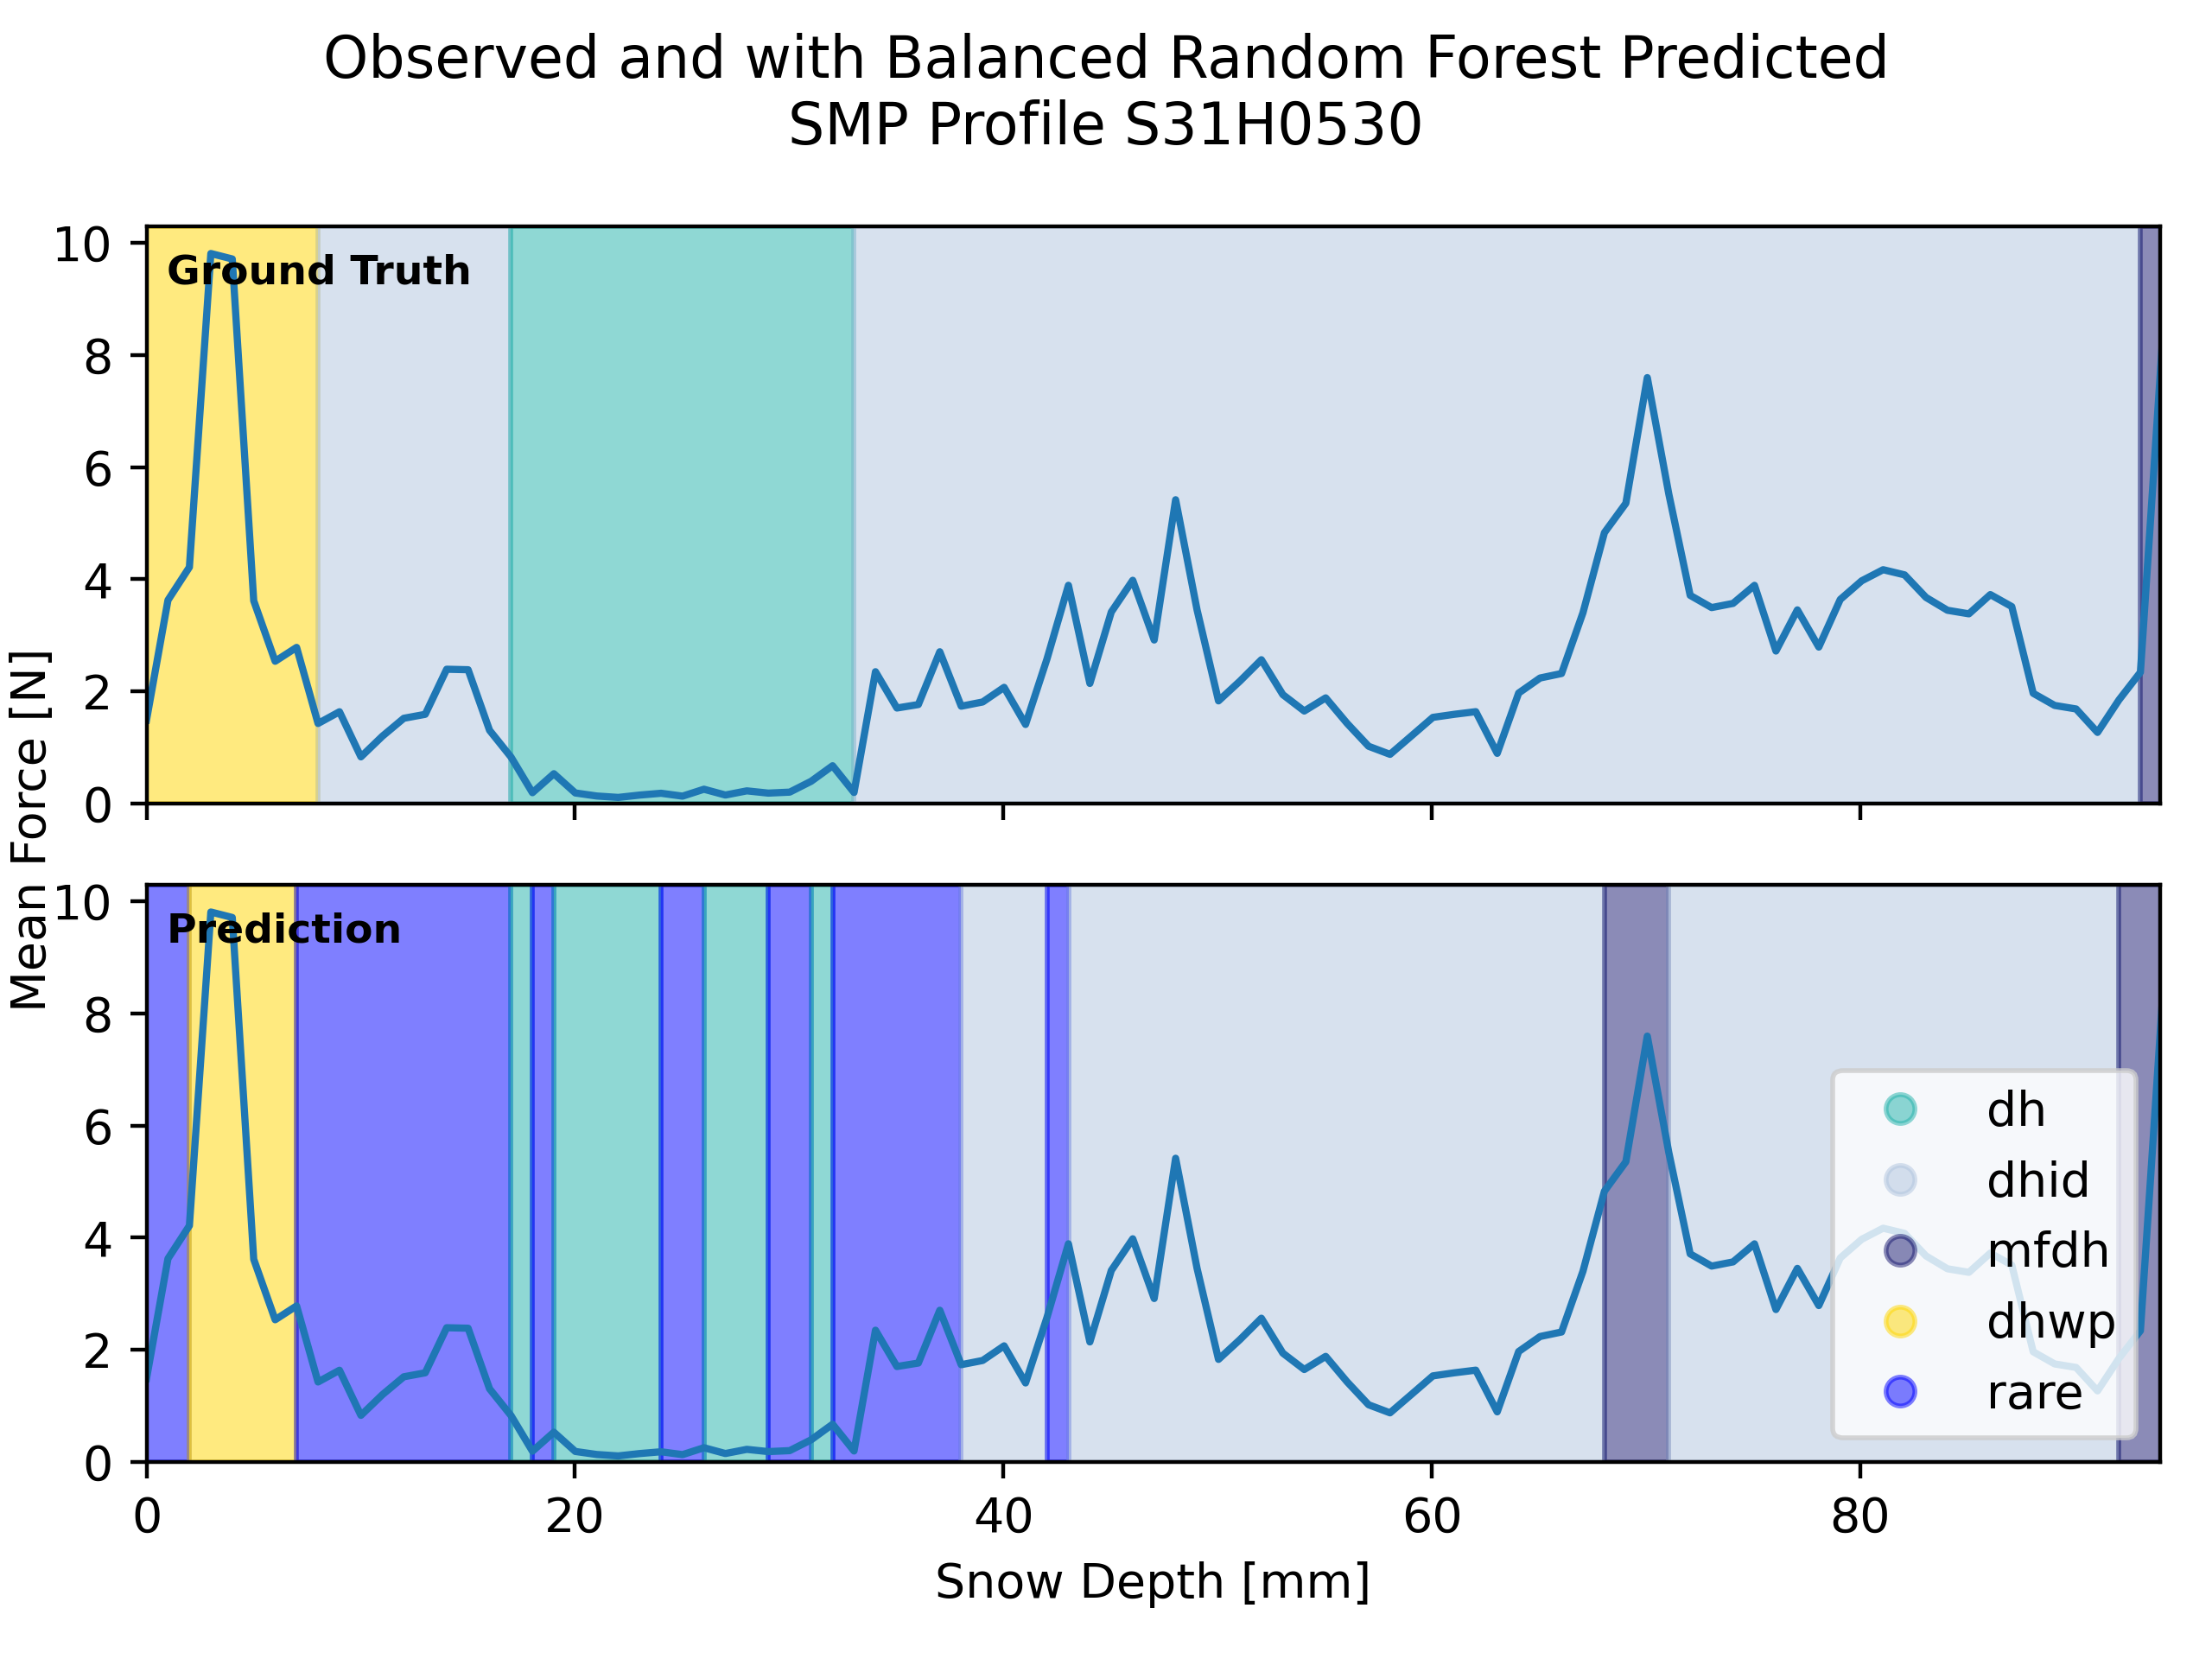 Observed and with Balanced Random Forest Predicted
SMP Profile S31H0530
Mean Force [N]
10
8
6
4
2
0
Ground Truth
10
8
6
4
2
0
Prediction
dh
dhid
mfdh
dhwp
rare
0 20 40 60 80
Snow Depth [mm]